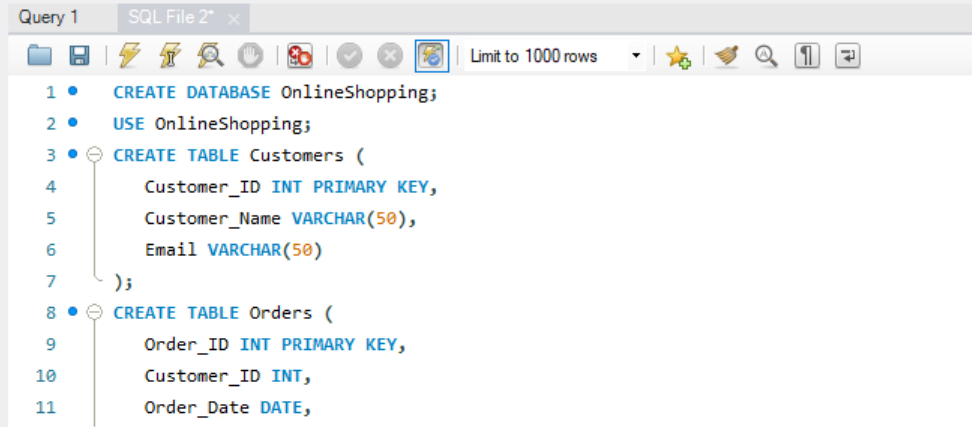 Query 1 SQL File 2*
Limit to 1000 rows
1 CREATE DATABASE OnlineShopping;
2 USE OnlineShopping;
3 CREATE TABLE Customers (
4 Customer_ID INT PRIMARY KEY,
5 Customer_Name VARCHAR(50),
6 Email VARCHAR(50)
7 );
8 CREATE TABLE Orders (
9 Order_ID INT PRIMARY KEY,
10 Customer_ID INT,
11 Order_Date DATE,